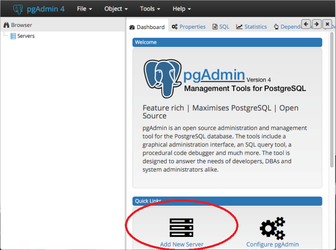 pgAdmin 4
File
Object
Tools
Help
Browser
Dashboard
Properties
SQL
Statistics
Servers
Welcome
pgAdmin Version 4
Management Tools for PostgreSQL
Feature rich | Maximises PostgreSQL | Open
Source
pgAdmin is an open source administration and management
tool for the PostgreSQL database. The tools include a
graphical administration interface, an SQL query tool, a
procedural code debugger and much more. The tool is
designed to answer the needs of developers, DBAs and
system administrators alike.
Quick Links
Add New Server
Configure pgAdmin